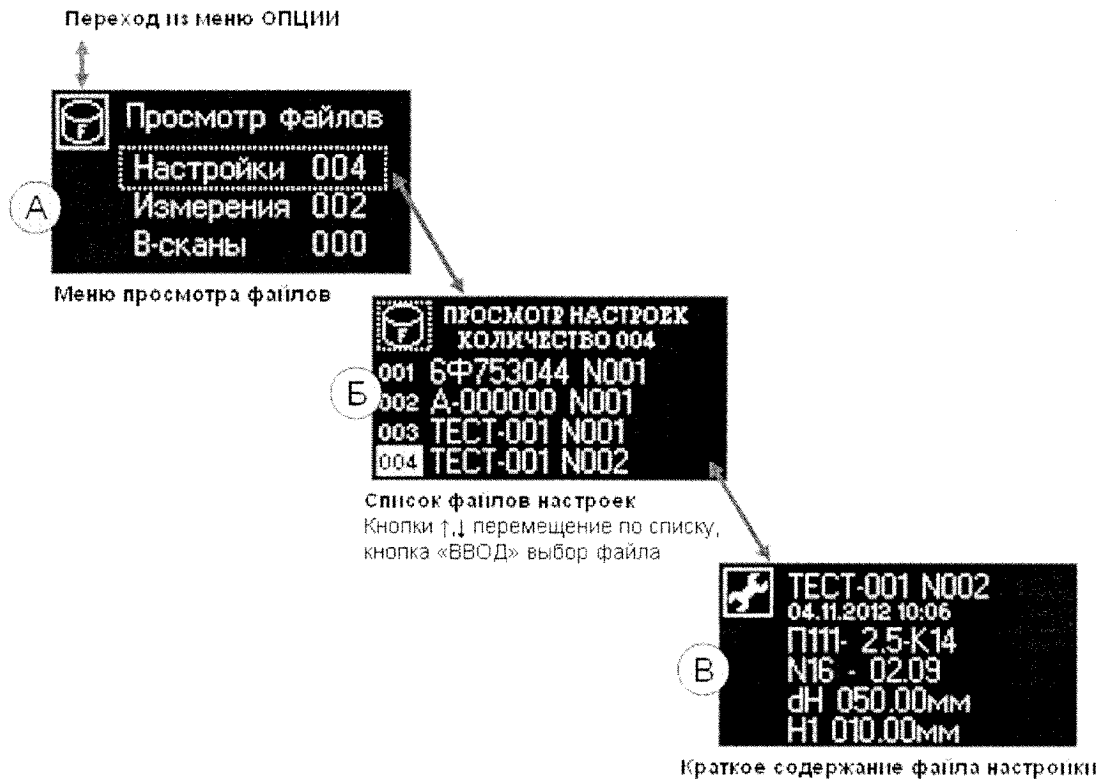 Переход из меню ОПЦИИ
F
Просмотр файлов
Настройки 004
Измерения 002
В-сканы 000
А
Меню просмотра файлов
F
ПРОСМОТР НАСТРОЕК
КОЛИЧЕСТВО 004
001 6Ф753044 N001
002 А-000000 N001
003 ТЕСТ-001 N001
004 ТЕСТ-001 N002
Б
Список файлов настроек
Кнопки ↑,↓ перемещение по списку,
кнопка «ВВОД» выбор файла
ТЕСТ-001 N002
04.11.2012 10:06
П111- 2.5-К14
N16 - 02.09
dH 050.00мм
H1 010.00мм
В
Краткое содержание файла настройки